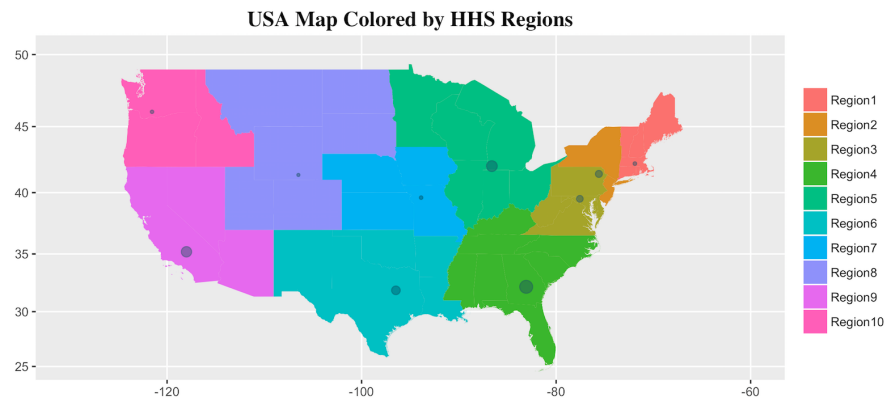 USA Map Colored by HHS Regions
50
45
40
35
30
25
-120
-100
-80
-60
Region1
Region2
Region3
Region4
Region5
Region6
Region7
Region8
Region9
Region10